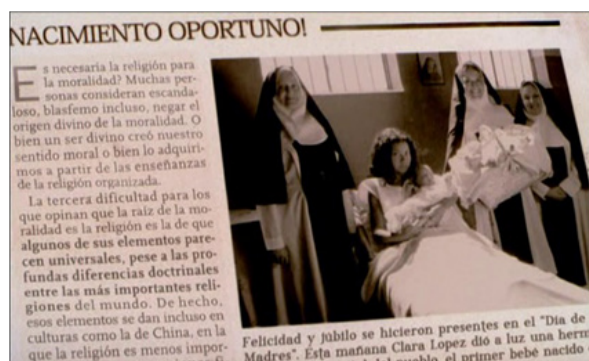 NACIMIENTO OPORTUNO!
Es necesaria la religión para
la moralidad? Muchas per-
sonas consideran escanda-
loso, blasfemo incluso, negar el
origen divino de la moralidad. O
bien un ser divino creó nuestro
sentido moral o bien lo adquiri-
mos a partir de las enseñanzas
de la religión organizada.
La tercera dificultad para los
que opinan que la raíz de la mo-
ralidad es la religión es la de que
algunos de sus elementos pare-
cen universales, pese a las pro-
fundas diferencias doctrinales
entre las más importantes reli-
giones del mundo. De hecho,
esos elementos se dan incluso en
culturas como la de China, en la
que la religión es menos impor-
Felicidad y júbilo se hicieron presentes en el "Dia de
Madres". Esta mañana Clara Lopez dió a luz una herm
el primer bebé nacido